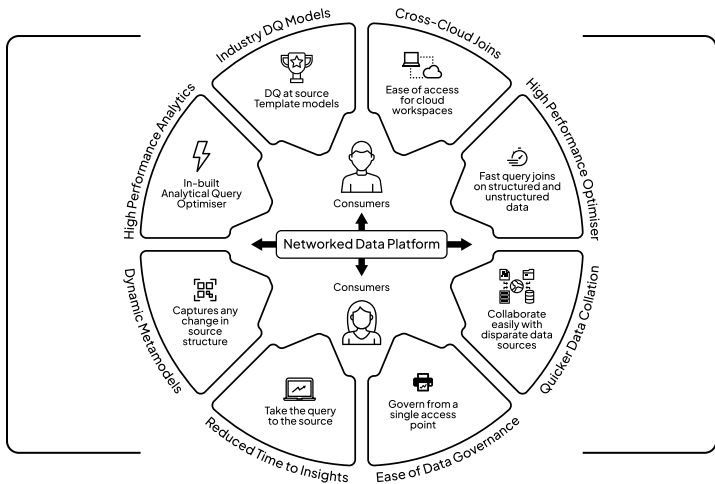 Industry DQ Models
DQ at source
Template models
Cross-Cloud Joins
Ease of access
for cloud
workspaces
High Performance Optimiser
Fast query joins
on structured and
unstructured
data
Quicker Data Collation
Collaborate
easily with
disparate data
sources
Ease of Data Governance
Govern from a
single access
point
Reduced Time to Insights
Take the query
to the source
Dynamic Metamodels
Captures any
change in
source
structure
High Performance Analytics
In-built
Analytical Query
Optimiser
Consumers
Networked Data Platform
Consumers